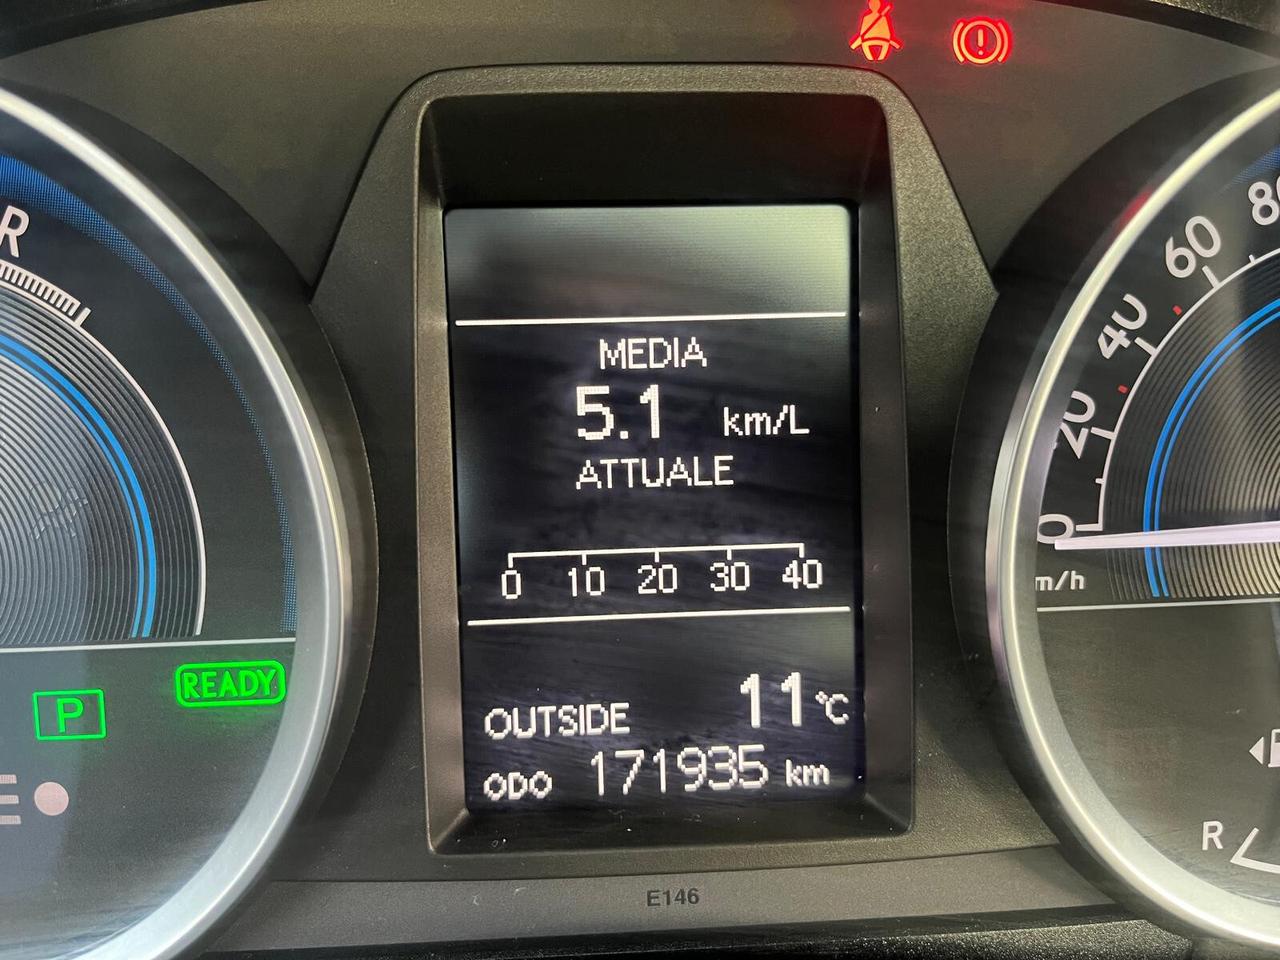 R
P
READY
MEDIA
5.1 km/L
ATTUALE
0 10 20 30 40
OUTSIDE 11°C
ODO 171935 km
E146
80
60
40
20
0
m/h
R